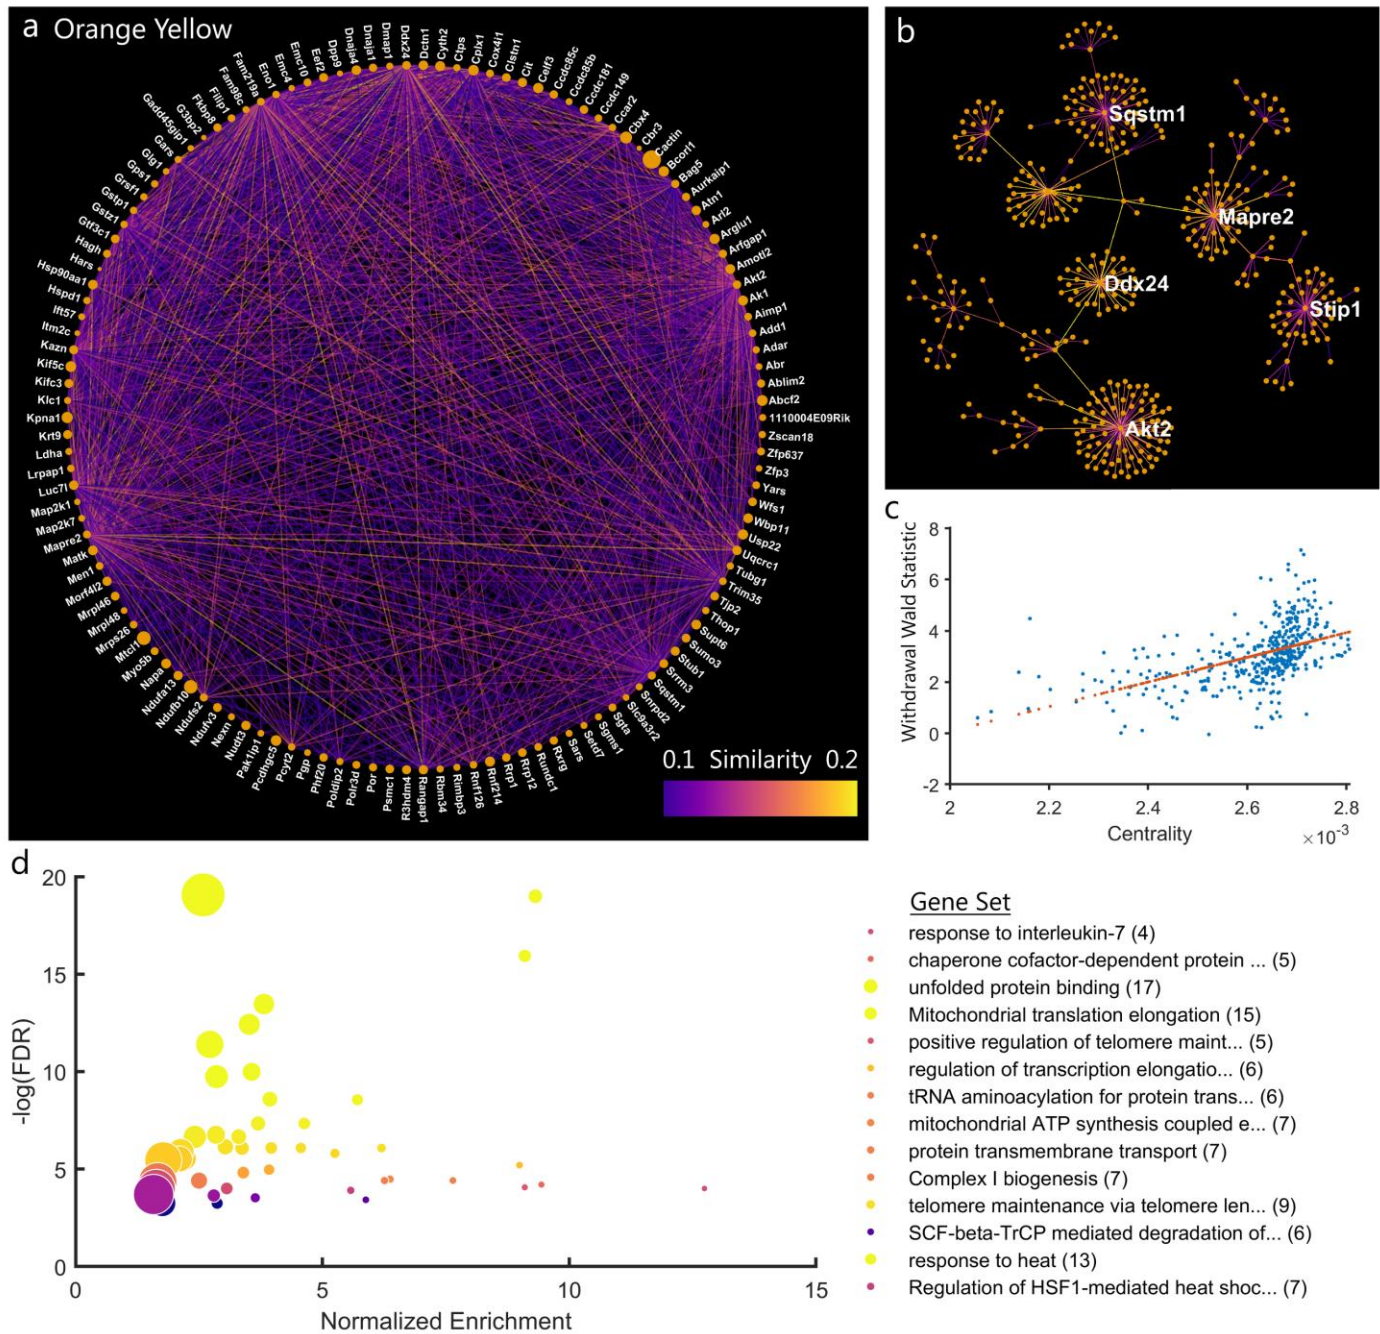 a Orange Yellow
Ddx24
Dctn1
Cyth2
Ctps
Cplx1
Cox4i1
Clstn1
Cit
Celf3
Ccdc85c
Ccdc85b
Ccdc181
Ccdc149
Ccar2
Cbx4
Cbr3
Cactin
Bcorl1
Bag5
Aurkaip1
Atn1
Arl2
Arglu1
Arfgap1
Amotl2
Akt2
Ak1
Aimp1
Add1
Adar
Abr
Ablim2
Abcf2
1110004E09Rik
Zscan18
Zfp637
Zfp3
Yars
Wfs1
Wbp11
Usp22
Uqcrc1
Tubg1
Trim35
Tjp2
Thop1
Supt6
Sumo3
Stub1
Srrm3
Sqstm1
Snrpd2
Slc9a3r2
Sgta
Sgms1
Setd7
Sars
Rxrg
Rundc1
Rrp12
Rrp1
Rnf214
Rnf126
Rimbp3
Rbm34
Rangap1
R3hdm4
Psmc1
Por
Polr3d
Poldip2
Phf20
Pgp
Pcyt2
Pcdhgc5
Pak1ip1
Nudt3
Nexn
Ndufv3
Ndufs2
Ndufb10
Ndufa13
Napa
Myo5b
Mtcl1
Mrps26
Mrpl48
Mrpl46
Morf4l2
Men1
Matk
Mapre2
Map2k7
Map2k1
Luc7l
Lrpap1
Ldha
Krt9
Kpna1
Klc1
Kifc3
Kif5c
Kazn
Itm2c
Ift57
Hspd1
Hsp90aa1
Hars
Hagh
Gtf3c1
Gstz1
Gstp1
Grsf1
Gps1
Glg1
Gars
G3bp2
Gadd45gip1
Fkbp8
Filip1
Fam98c
Fam219a
Eno1
Emc4
Emc10
Eef2
Dpp9
Dnaja4
Dnaja1
Dmap1
0.1 Similarity 0.2
b
Sqstm1
Mapre2
Ddx24
Stip1
Akt2
c
Withdrawal Wald Statistic
8
6
4
2
0
-2
2 2.2 2.4 2.6 2.8
Centrality
×10-3
d
-log(FDR)
20
15
10
5
0
0 5 10 15
Normalized Enrichment
Gene Set
response to interleukin-7 (4)
chaperone cofactor-dependent protein ... (5)
unfolded protein binding (17)
Mitochondrial translation elongation (15)
positive regulation of telomere maint... (5)
regulation of transcription elongatio... (6)
tRNA aminoacylation for protein trans... (6)
mitochondrial ATP synthesis coupled e... (7)
protein transmembrane transport (7)
Complex I biogenesis (7)
telomere maintenance via telomere len... (9)
SCF-beta-TrCP mediated degradation of... (6)
response to heat (13)
Regulation of HSF1-mediated heat shoc... (7)